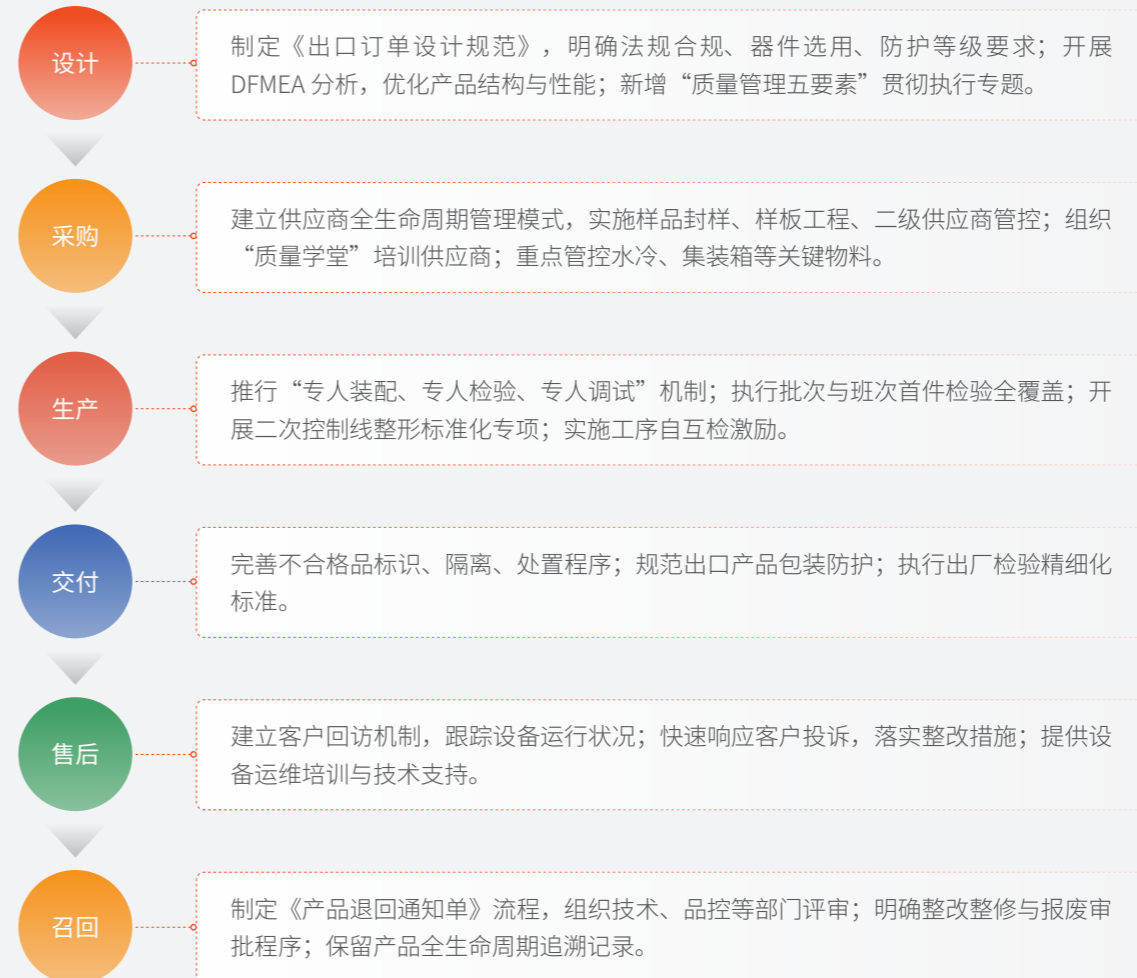 设计
制定《出口订单设计规范》，明确法规合规、器件选用、防护等级要求；开展
DFMEA 分析，优化产品结构与性能；新增“质量管理五要素”贯彻执行专题。
采购
建立供应商全生命周期管理模式，实施样品封样、样板工程、二级供应商管控；组织
“质量学堂”培训供应商；重点管控水冷、集装箱等关键物料。
生产
推行“专人装配、专人检验、专人调试”机制；执行批次与班次首件检验全覆盖；开
展二次控制线整形标准化专项；实施工序自互检激励。
交付
完善不合格品标识、隔离、处置程序；规范出口产品包装防护；执行出厂检验精细化
标准。
售后
建立客户回访机制，跟踪设备运行状况；快速响应客户投诉，落实整改措施；提供设
备运维培训与技术支持。
召回
制定《产品退回通知单》流程，组织技术、品控等部门评审；明确整改整修与报废审
批程序；保留产品全生命周期追溯记录。